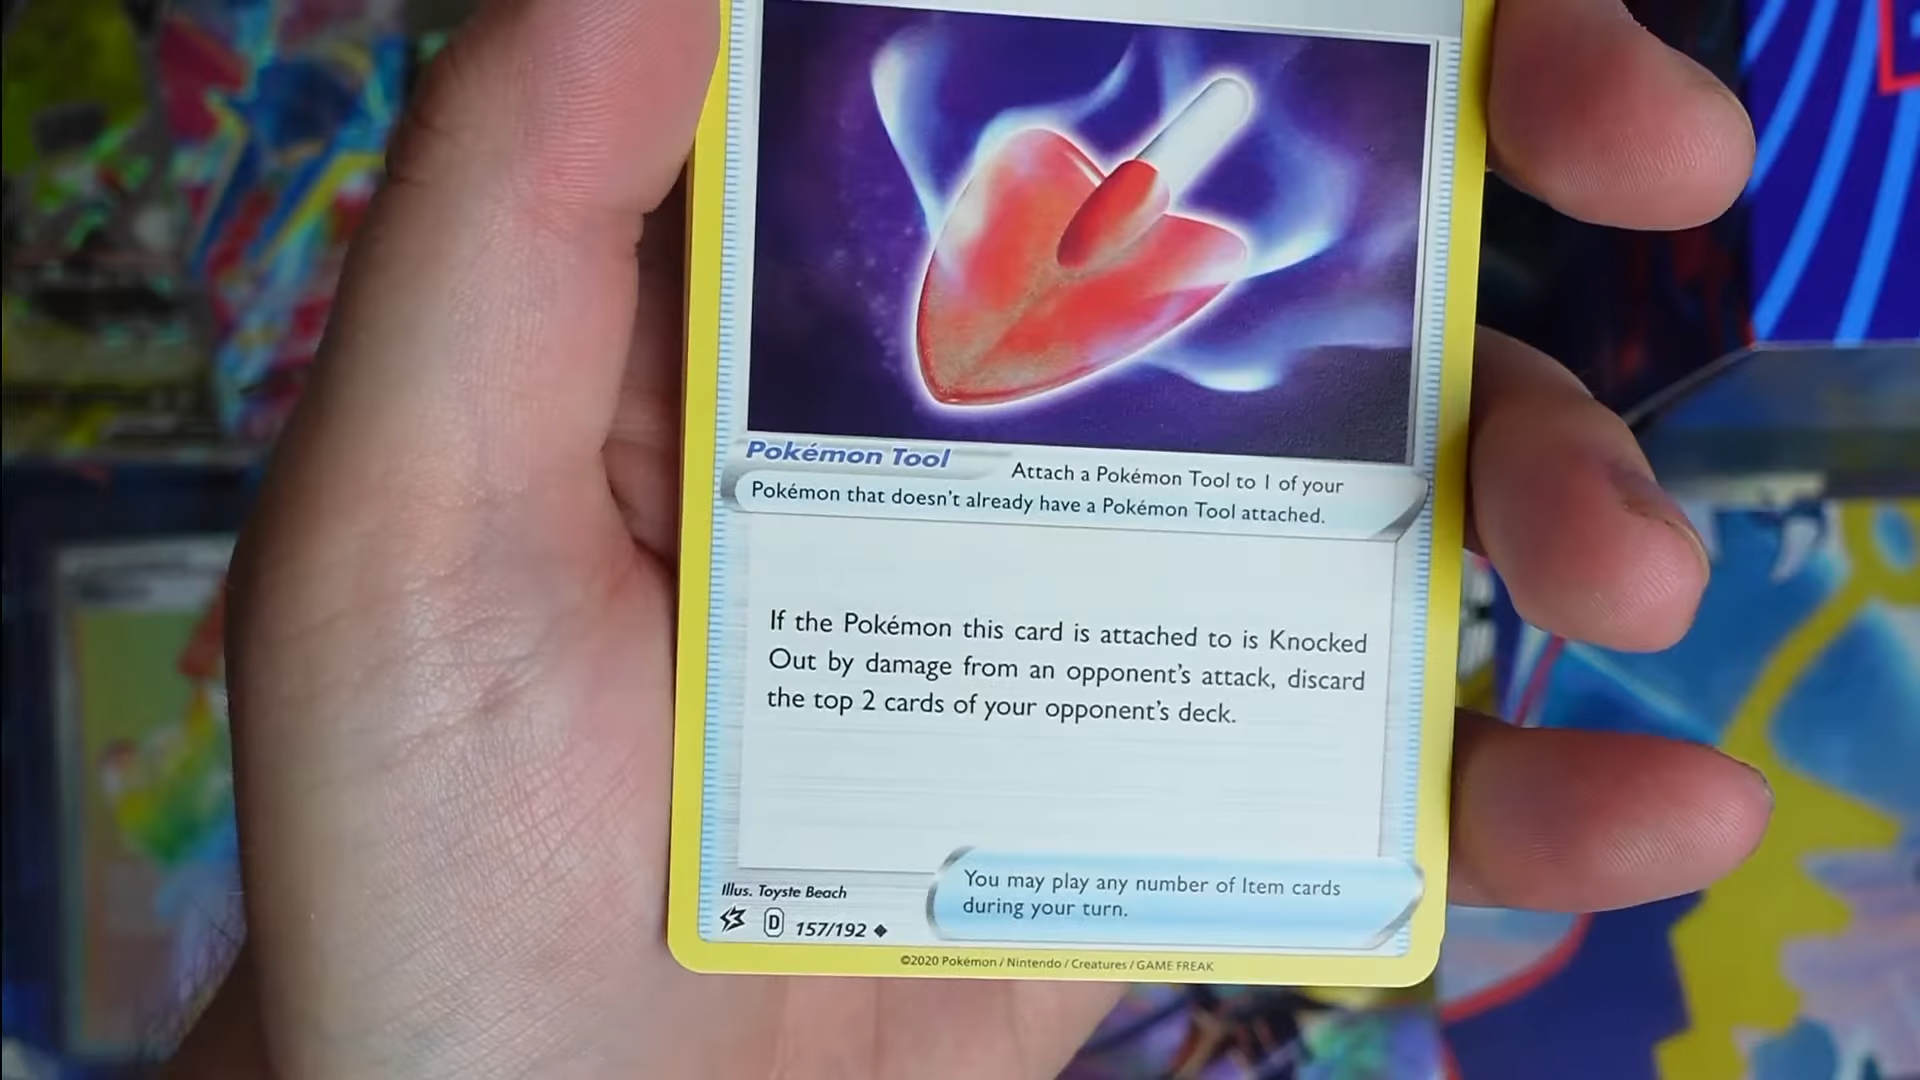 Pokémon Tool
Attach a Pokémon Tool to 1 of your
Pokémon that doesn't already have a Pokémon Tool attached.
If the Pokémon this card is attached to is Knocked
Out by damage from an opponent's attack, discard
the top 2 cards of your opponent's deck.
You may play any number of Item cards
during your turn.
Illus. Toyste Beach
D 157/192
©2020 Pokémon / Nintendo / Creatures / GAME FREAK